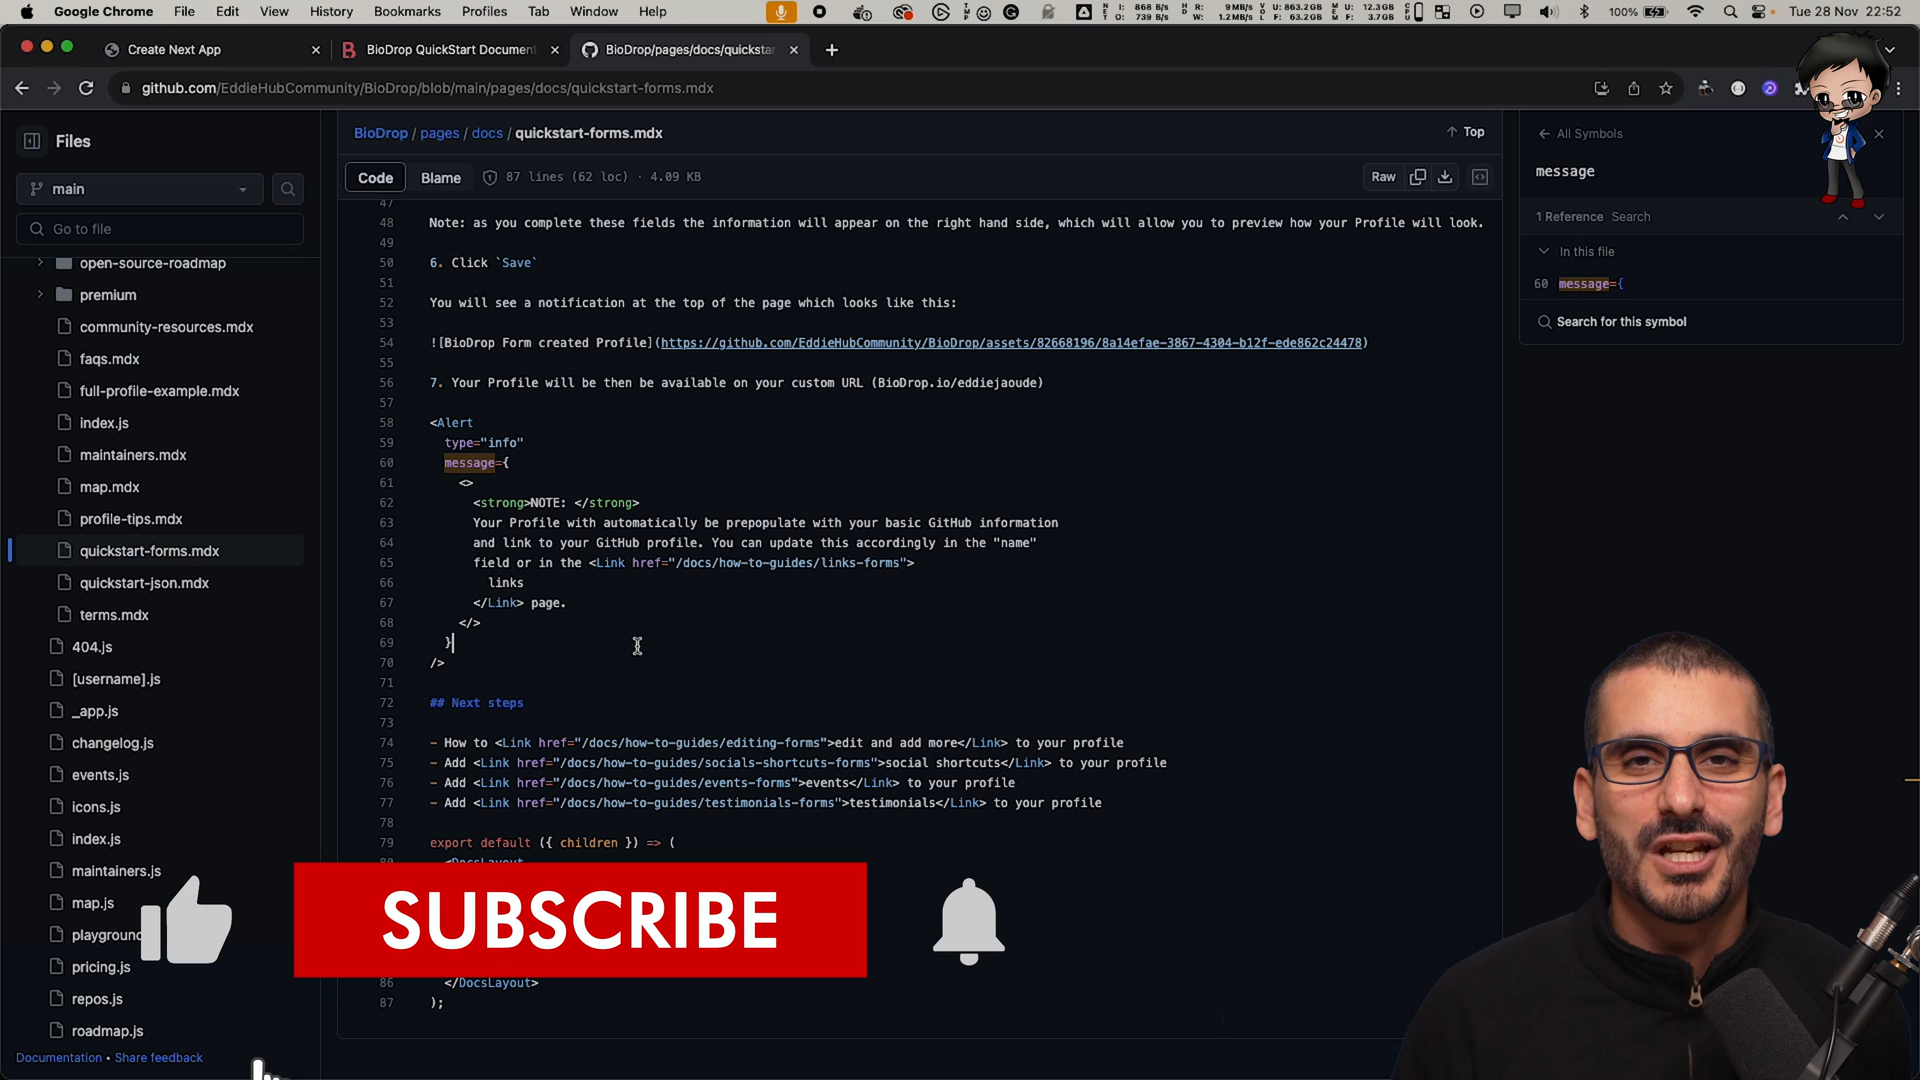 Google Chrome File Edit View History Bookmarks Profiles Tab Window Help 100% Tue 28 Nov 22:52
Create Next App
BioDrop QuickStart Document
BioDrop/pages/docs/quicksta
github.com/EddieHubCommunity/BioDrop/blob/main/pages/docs/quickstart-forms.mdx
Files
main
Go to file
open-source-roadmap
premium
community-resources.mdx
faqs.mdx
full-profile-example.mdx
index.js
maintainers.mdx
map.mdx
profile-tips.mdx
quickstart-forms.mdx
quickstart-json.mdx
terms.mdx
404.js
[username].js
_app.js
changelog.js
events.js
icons.js
index.js
maintainers.js
map.js
playground
pricing.js
repos.js
roadmap.js
Documentation • Share feedback
BioDrop / pages / docs / quickstart-forms.mdx
Top
Code Blame 87 lines (62 loc) · 4.09 KB Raw
47
48 Note: as you complete these fields the information will appear on the right hand side, which will allow you to preview how your Profile will look.
49
50 6. Click `Save`
51
52 You will see a notification at the top of the page which looks like this:
53
54 ![BioDrop Form created Profile](https://github.com/EddieHubCommunity/BioDrop/assets/82668196/8a14efae-3867-4304-b12f-ede862c24478)
55
56 7. Your Profile will be then be available on your custom URL (BioDrop.io/eddiejaoude)
57
58 <Alert
59 type="info"
60 message={
61 <>
62 <strong>NOTE: </strong>
63 Your Profile with automatically be prepopulate with your basic GitHub information
64 and link to your GitHub profile. You can update this accordingly in the "name"
65 field or in the <Link href="/docs/how-to-guides/links-forms">
66 links
67 </Link> page.
68 </>
69 }
70 />
71
72 ## Next steps
73
74 - How to <Link href="/docs/how-to-guides/editing-forms">edit and add more</Link> to your profile
75 - Add <Link href="/docs/how-to-guides/socials-shortcuts-forms">social shortcuts</Link> to your profile
76 - Add <Link href="/docs/how-to-guides/events-forms">events</Link> to your profile
77 - Add <Link href="/docs/how-to-guides/testimonials-forms">testimonials</Link> to your profile
78
79 export default ({ children }) => (
80 <DocsLayout
SUBSCRIBE
86 </DocsLayout>
87 );
All Symbols
message
1 Reference Search
In this file
60 message={
Search for this symbol